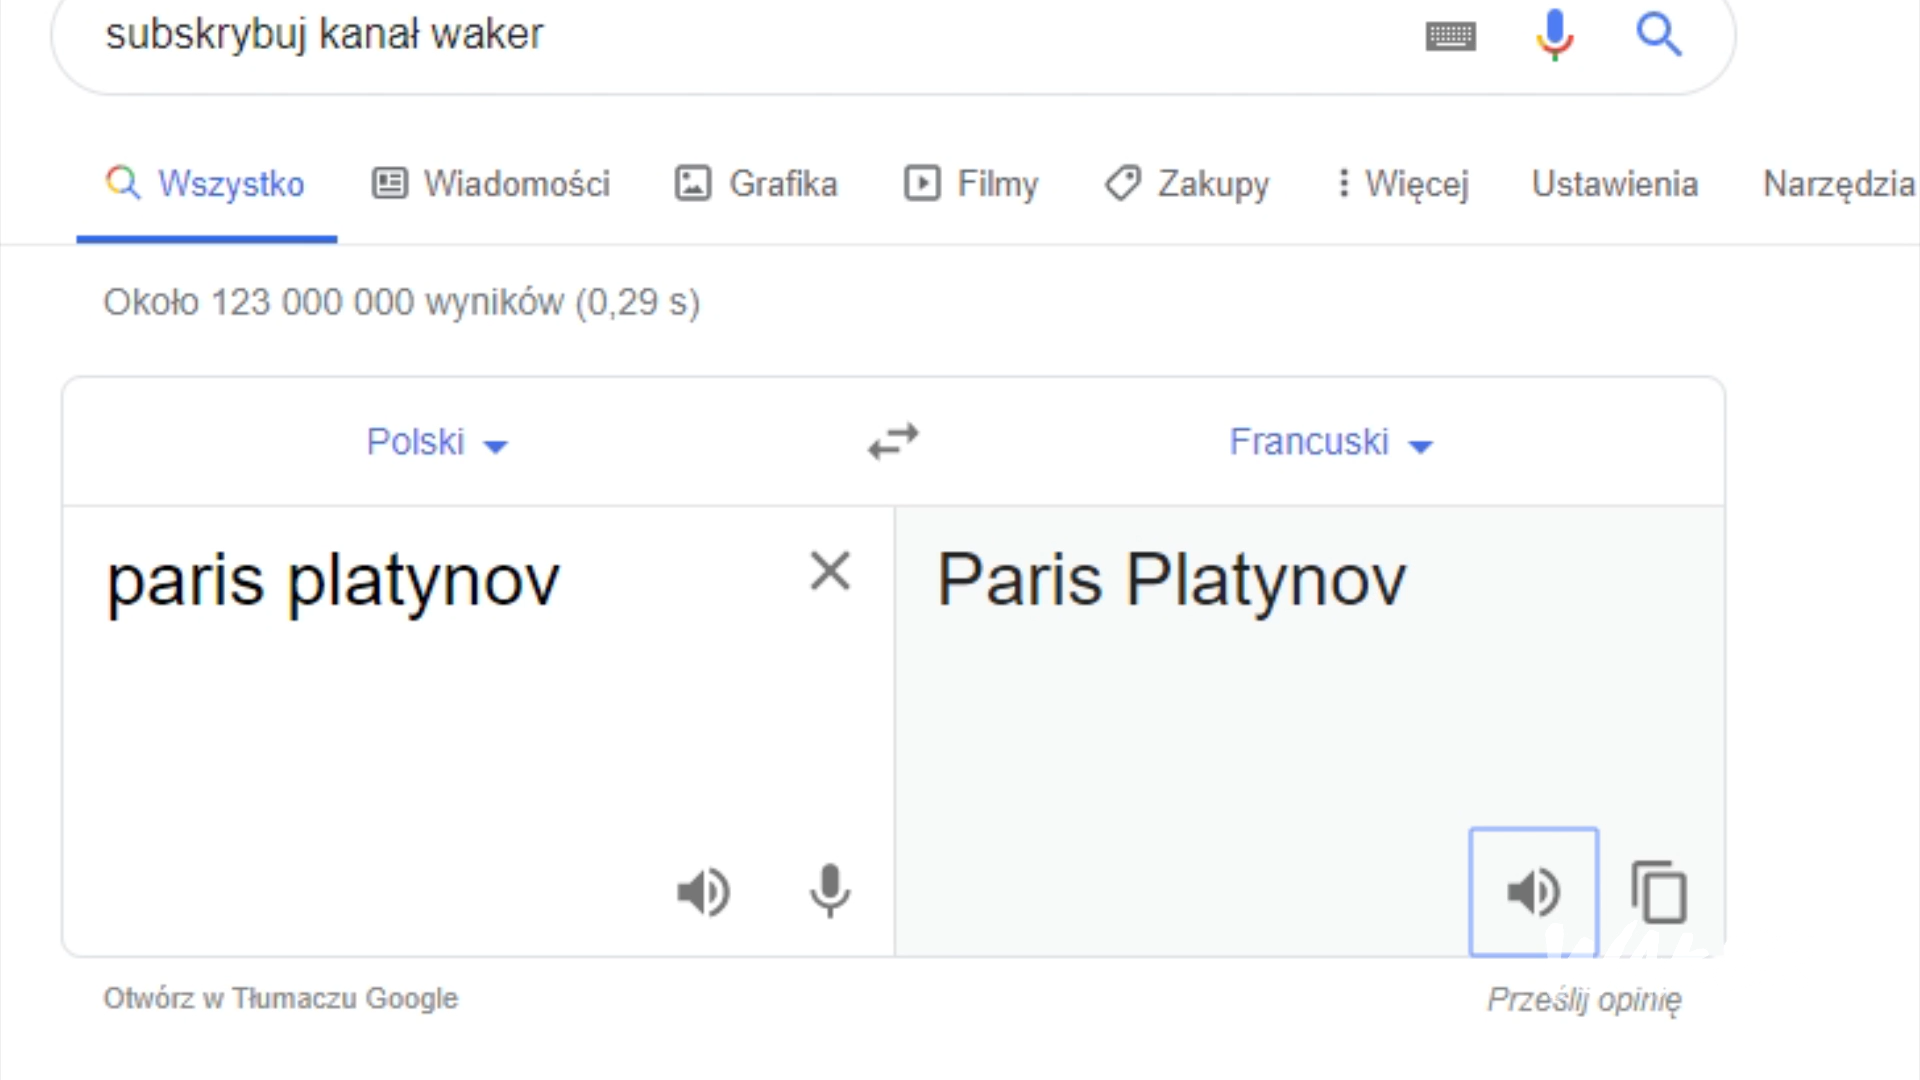 subskrybuj kanał waker
Wszystko Wiadomości Grafika Filmy Zakupy Więcej Ustawienia Narzędzia
Około 123 000 000 wyników (0,29 s)
Polski Francuski
paris platynov Paris Platynov
Otwórz w Tłumaczu Google Prześlij opinię